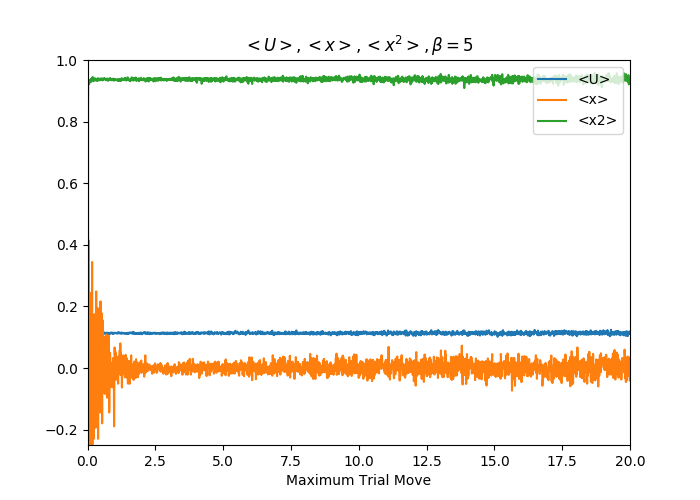 < U > , < x > , < x² > , β = 5
1.0
<U>
<x>
<x2>
0.8
0.6
0.4
0.2
0.0
−0.2
0.0 2.5 5.0 7.5 10.0 12.5 15.0 17.5 20.0
Maximum Trial Move